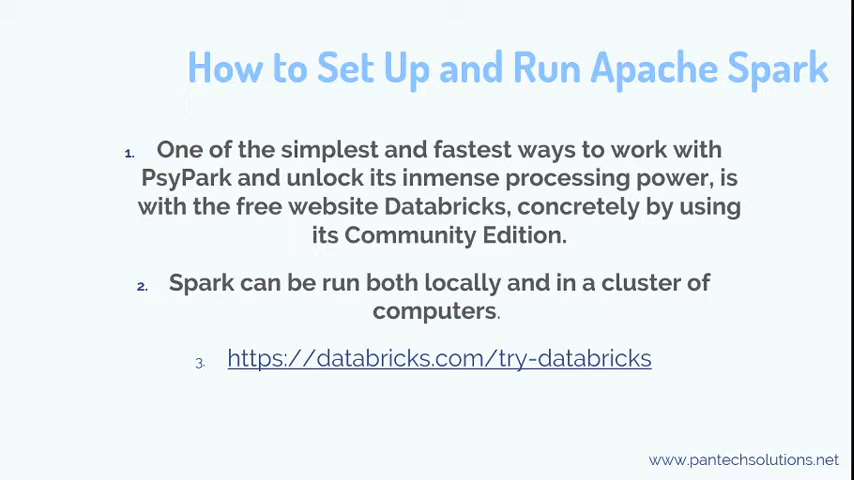 How to Set Up and Run Apache Spark
1. One of the simplest and fastest ways to work with
PsyPark and unlock its inmense processing power, is
with the free website Databricks, concretely by using
its Community Edition.
2. Spark can be run both locally and in a cluster of
computers.
3. https://databricks.com/try-databricks
www.pantechsolutions.net